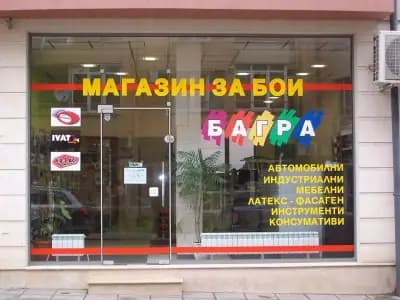 МАГАЗИН ЗА БОИ
БАГРА
IVAT
АВТОМОБИЛНИ
ИНДУСТРИАЛНИ
МЕБЕЛНИ
ЛАТЕКС - ФАСАГЕН
ИНСТРУМЕНТИ
КОНСУМАТИВИ